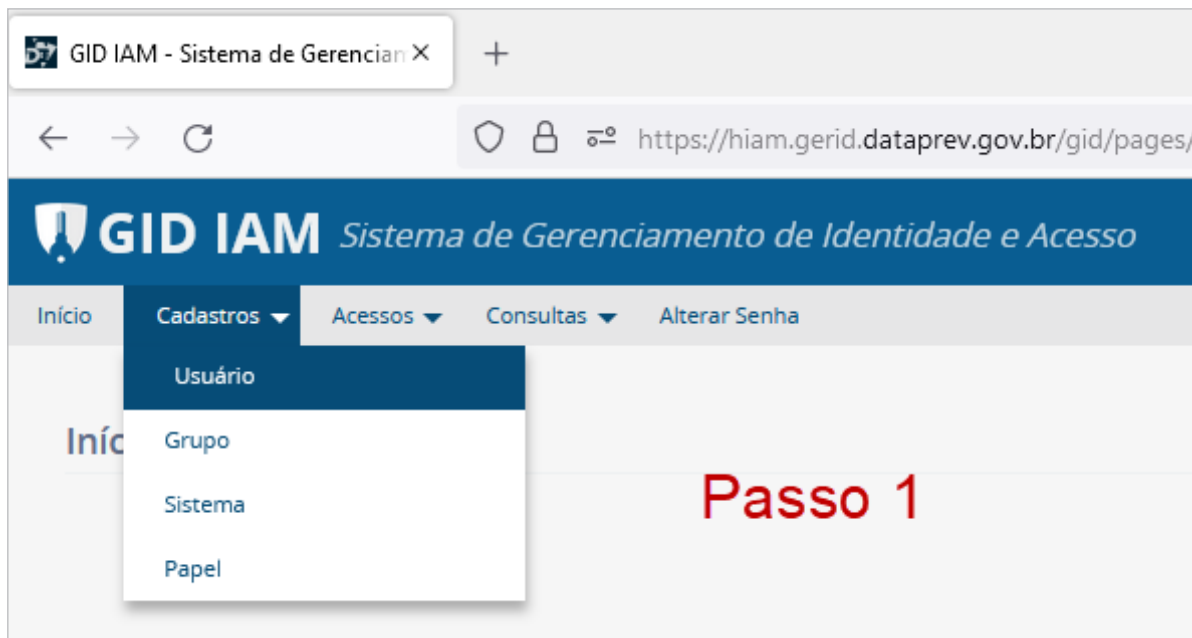 GID IAM - Sistema de Gerencian
https://hiam.gerid.dataprev.gov.br/gid/pages/
GID IAM Sistema de Gerenciamento de Identidade e Acesso
Início Cadastros Acessos Consultas Alterar Senha
Usuário
Iníc
Grupo
Sistema
Passo 1
Papel